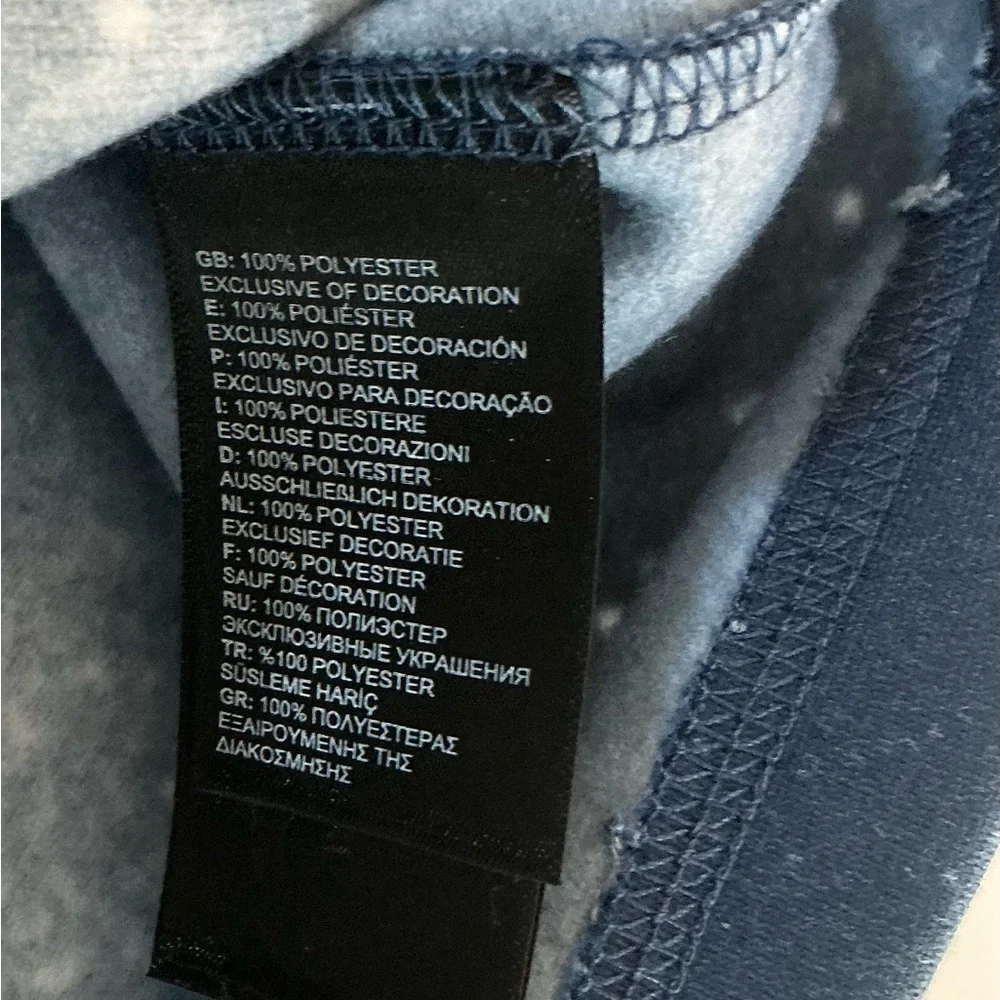 GB: 100% POLYESTER
EXCLUSIVE OF DECORATION
E: 100% POLIÉSTER
EXCLUSIVO DE DECORACIÓN
P: 100% POLIÉSTER
EXCLUSIVO PARA DECORAÇÃO
I: 100% POLIESTERE
ESCLUSE DECORAZIONI
D: 100% POLYESTER
AUSSCHLIEßLICH DEKORATION
NL: 100% POLYESTER
EXCLUSIEF DECORATIE
F: 100% POLYESTER
SAUF DÉCORATION
RU: 100% ПОЛИЭСТЕР
ЭКСКЛЮЗИВНЫЕ УКРАШЕНИЯ
TR: %100 POLYESTER
SÜSLEME HARİÇ
GR: 100% ΠΟΛΥΕΣΤΕΡΑΣ
ΕΞΑΙΡΟΥΜΕΝΗΣ ΤΗΣ
ΔΙΑΚΟΣΜΗΣΗΣ